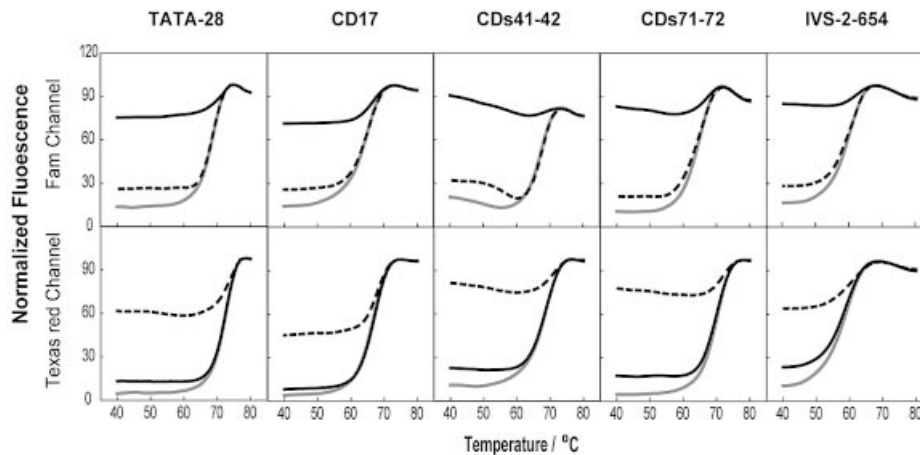 TATA-28 CD17 CDs41-42 CDs71-72 IVS-2-654
Normalized Fluoescence
Fam Channel
120
90
60
30
0
Texas red Channel
90
60
30
0
40 50 60 70 80 40 50 60 70 80 40 50 60 70 80 40 50 60 70 80 40 50 60 70 80
Temperature / ⁰C